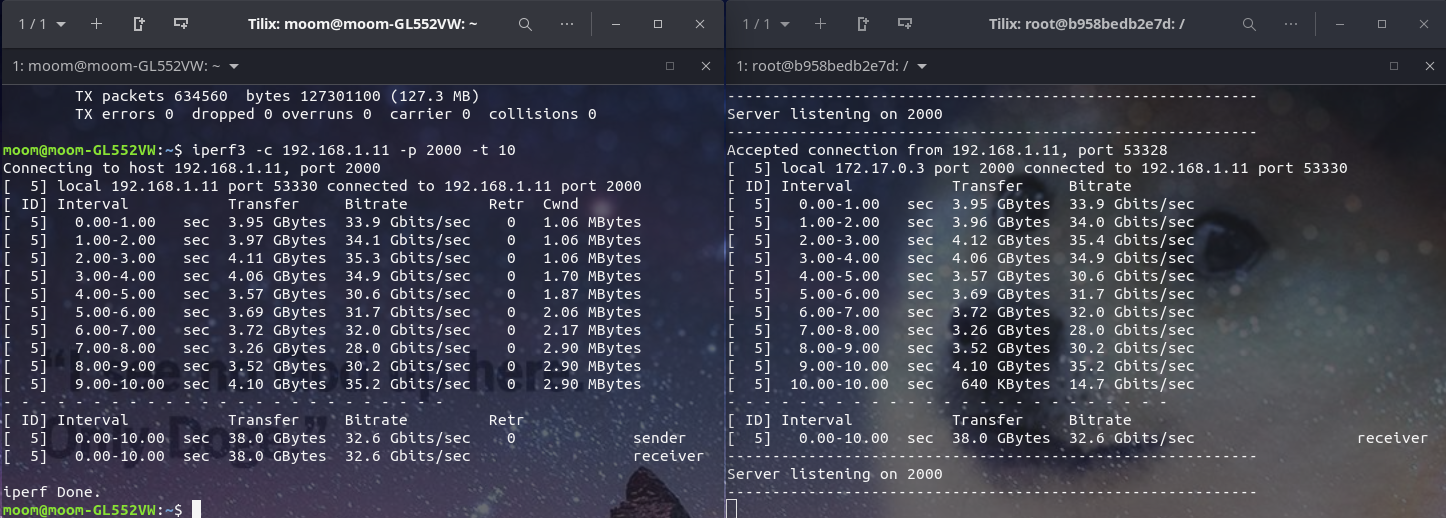 1 / 1 Tilix: moom@moom-GL552VW: ~
1: moom@moom-GL552VW: ~
TX packets 634560  bytes 127301100 (127.3 MB)
TX errors 0  dropped 0 overruns 0  carrier 0  collisions 0
moom@moom-GL552VW:~$ iperf3 -c 192.168.1.11 -p 2000 -t 10
Connecting to host 192.168.1.11, port 2000
[  5] local 192.168.1.11 port 53330 connected to 192.168.1.11 port 2000
[ ID] Interval           Transfer     Bitrate         Retr  Cwnd
[  5]   0.00-1.00   sec  3.95 GBytes  33.9 Gbits/sec    0   1.06 MBytes
[  5]   1.00-2.00   sec  3.97 GBytes  34.1 Gbits/sec    0   1.06 MBytes
[  5]   2.00-3.00   sec  4.11 GBytes  35.3 Gbits/sec    0   1.06 MBytes
[  5]   3.00-4.00   sec  4.06 GBytes  34.9 Gbits/sec    0   1.70 MBytes
[  5]   4.00-5.00   sec  3.57 GBytes  30.6 Gbits/sec    0   1.87 MBytes
[  5]   5.00-6.00   sec  3.69 GBytes  31.7 Gbits/sec    0   2.06 MBytes
[  5]   6.00-7.00   sec  3.72 GBytes  32.0 Gbits/sec    0   2.17 MBytes
[  5]   7.00-8.00   sec  3.26 GBytes  28.0 Gbits/sec    0   2.90 MBytes
[  5]   8.00-9.00   sec  3.52 GBytes  30.2 Gbits/sec    0   2.90 MBytes
[  5]   9.00-10.00  sec  4.10 GBytes  35.2 Gbits/sec    0   2.90 MBytes
- - - - - - - - - - - - - - - - - - - - - - - - -
[ ID] Interval           Transfer     Bitrate         Retr
[  5]   0.00-10.00  sec  38.0 GBytes  32.6 Gbits/sec    0             sender
[  5]   0.00-10.00  sec  38.0 GBytes  32.6 Gbits/sec                  receiver
iperf Done.
moom@moom-GL552VW:~$
1 / 1 Tilix: root@b958bedb2e7d: /
1: root@b958bedb2e7d: /
-----------------------------------------------------------
Server listening on 2000
-----------------------------------------------------------
Accepted connection from 192.168.1.11, port 53328
[  5] local 172.17.0.3 port 2000 connected to 192.168.1.11 port 53330
[ ID] Interval           Transfer     Bitrate
[  5]   0.00-1.00   sec  3.95 GBytes  33.9 Gbits/sec
[  5]   1.00-2.00   sec  3.96 GBytes  34.0 Gbits/sec
[  5]   2.00-3.00   sec  4.12 GBytes  35.4 Gbits/sec
[  5]   3.00-4.00   sec  4.06 GBytes  34.9 Gbits/sec
[  5]   4.00-5.00   sec  3.57 GBytes  30.6 Gbits/sec
[  5]   5.00-6.00   sec  3.69 GBytes  31.7 Gbits/sec
[  5]   6.00-7.00   sec  3.72 GBytes  32.0 Gbits/sec
[  5]   7.00-8.00   sec  3.26 GBytes  28.0 Gbits/sec
[  5]   8.00-9.00   sec  3.52 GBytes  30.2 Gbits/sec
[  5]   9.00-10.00  sec  4.10 GBytes  35.2 Gbits/sec
[  5]  10.00-10.00  sec   640 KBytes  14.7 Gbits/sec
- - - - - - - - - - - - - - - - - - - - - - - - -
[ ID] Interval           Transfer     Bitrate
[  5]   0.00-10.00  sec  38.0 GBytes  32.6 Gbits/sec                  receiver
-----------------------------------------------------------
Server listening on 2000
-----------------------------------------------------------